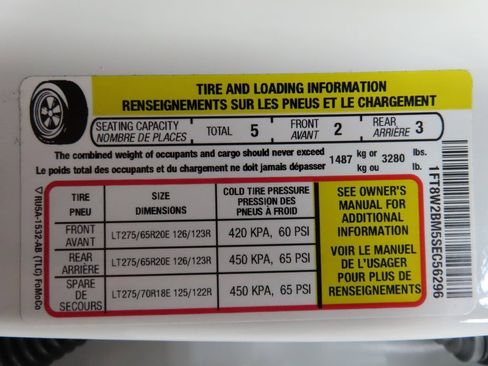 TIRE AND LOADING INFORMATION
RENSEIGNEMENTS SUR LES PNEUS ET LE CHARGEMENT
SEATING CAPACITY
NOMBRE DE PLACES
TOTAL 5
FRONT
AVANT 2
REAR
ARRIÈRE 3
The combined weight of occupants and cargo should never exceed
Le poids total des occupants et du chargement ne doit jamais dépasser
1487 kg or
kg ou
3280 lbs.
lb.
TIRE
PNEU
SIZE
DIMENSIONS
COLD TIRE PRESSURE
PRESSION DES
PNEUS À FROID
FRONT
AVANT
LT275/65R20E 126/123R
420 KPA, 60 PSI
REAR
ARRIÈRE
LT275/65R20E 126/123R
450 KPA, 65 PSI
SPARE
DE
SECOURS
LT275/70R18E 125/122R
450 KPA, 65 PSI
SEE OWNER'S
MANUAL FOR
ADDITIONAL
INFORMATION
VOIR LE MANUEL
DE L'USAGER
POUR PLUS DE
RENSEIGNEMENTS
1FT8W2BM5SEC56296
RU5A-1532-AB (TLG) FoMoCo